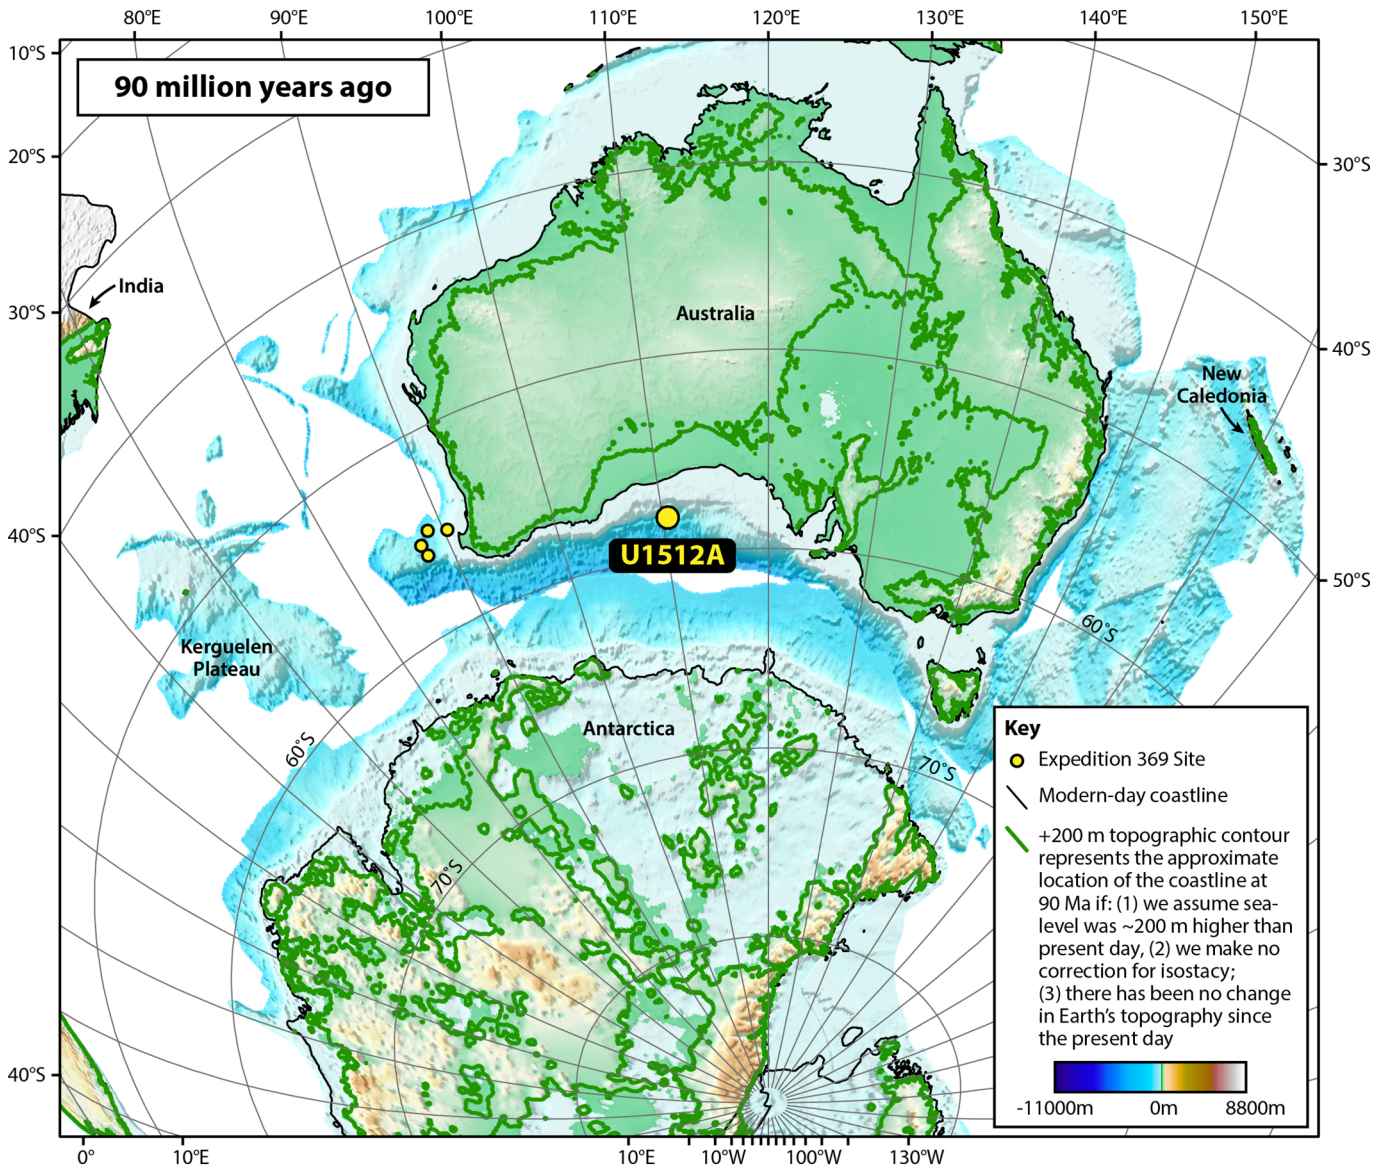 80°E
90°E
100°E
110°E
120°E
130°E
140°E
150°E
10°S
90 million years ago
20°S
30°S
India
30°S
Australia
40°S
New
Caledonia
40°S
U1512A
50°S
60°S
Kerguelen
Plateau
Antarctica
60°S
70°S
70°S
Key
Expedition 369 Site
Modern-day coastline
+200 m topographic contour
represents the approximate
location of the coastline at
90 Ma if: (1) we assume sea-
level was ~200 m higher than
present day, (2) we make no
correction for isostacy;
(3) there has been no change
in Earth's topography since
the present day
-11000m
0m
8800m
40°S
0°
10°E
10°E
10°W
100°W
130°W